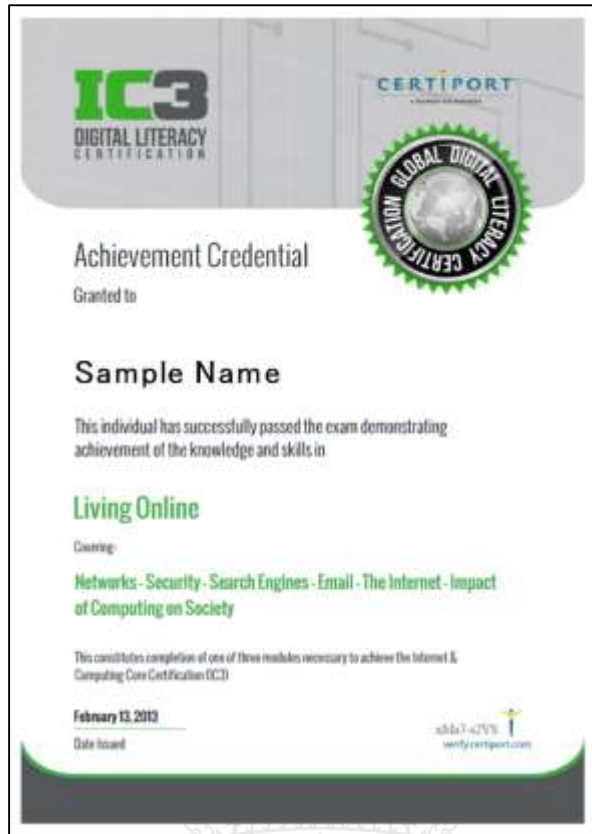 IC3
DIGITAL LITERACY
CERTIFICATION
CERTIPORT
GLOBAL DIGITAL LITERACY CERTIFICATION
Achievement Credential
Granted to
Sample Name
This individual has successfully passed the exam demonstrating
achievement of the knowledge and skills in
Living Online
Covering:
Networks - Security - Search Engines - Email - The Internet - Impact
of Computing on Society
This constitutes completion of one of three modules necessary to achieve the Internet &
Computing Core Certification (IC3)
February 13, 2013
Date Issued
verify.certiport.com